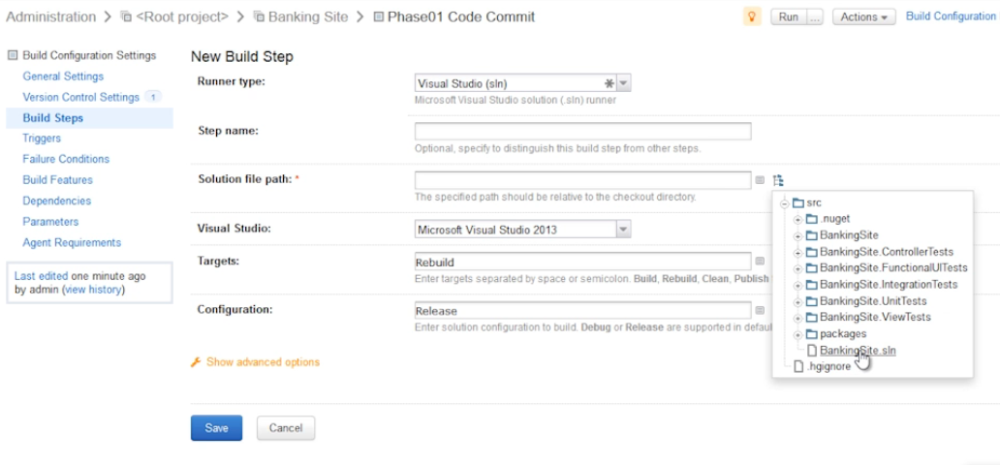 Administration > <Root project> > Banking Site > Phase01 Code Commit
Run ... Actions Build Configuration
Build Configuration Settings
General Settings
Version Control Settings 1
Build Steps
Triggers
Failure Conditions
Build Features
Dependencies
Parameters
Agent Requirements
Last edited one minute ago
by admin (view history)
New Build Step
Runner type:
Visual Studio (sln)
Microsoft Visual Studio solution (.sln) runner
Step name:
Optional, specify to distinguish this build step from other steps.
Solution file path: *
The specified path should be relative to the checkout directory.
Visual Studio:
Microsoft Visual Studio 2013
Targets:
Rebuild
Enter targets separated by space or semicolon. Build, Rebuild, Clean, Publish
Configuration:
Release
Enter solution configuration to build. Debug or Release are supported in defaul
Show advanced options
Save Cancel
src
.nuget
BankingSite
BankingSite.ControllerTests
BankingSite.FunctionalUITests
BankingSite.IntegrationTests
BankingSite.UnitTests
BankingSite.ViewTests
packages
BankingSite.sln
.hgignore